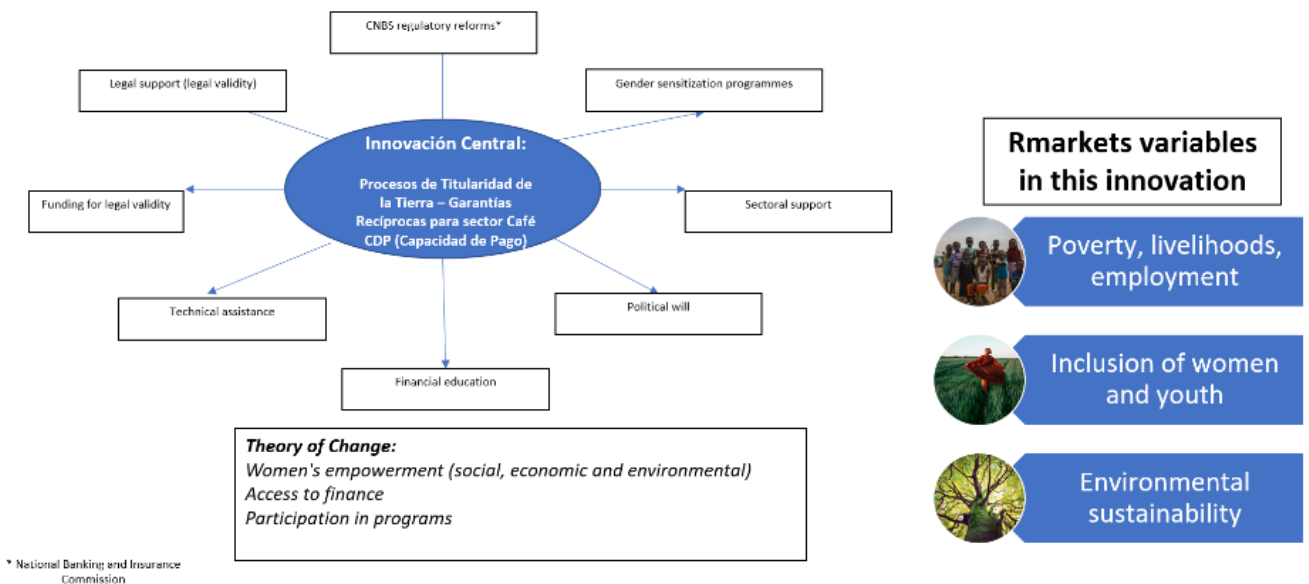 CNBS regulatory reforms*
Legal support (legal validity)
Gender sensitization programmes
Innovación Central:
Procesos de Titularidad de
la Tierra – Garantías
Recíprocas para sector Café
CDP (Capacidad de Pago)
Funding for legal validity
Sectoral support
Technical assistance
Political will
Financial education
Theory of Change:
Women's empowerment (social, economic and environmental)
Access to finance
Participation in programs
* National Banking and Insurance
Commission
Rmarkets variables
in this innovation
Poverty, livelihoods,
employment
Inclusion of women
and youth
Environmental
sustainability